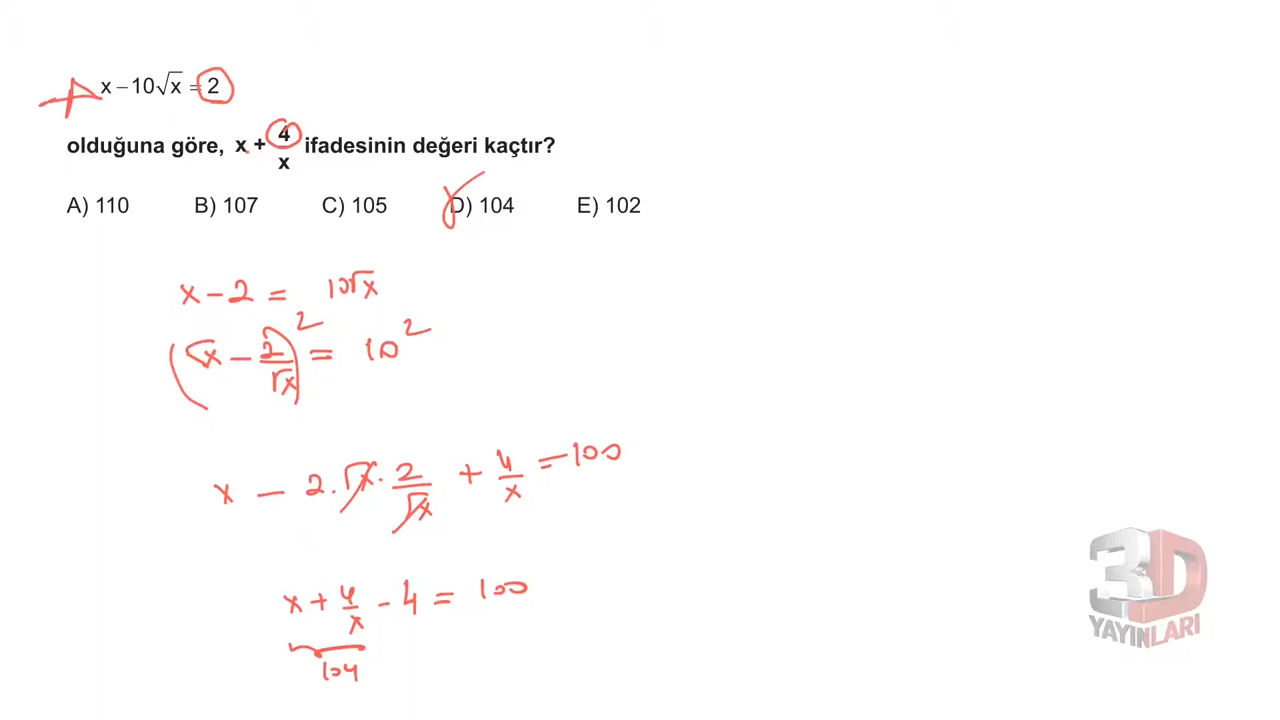 x − 10√x = 2
olduğuna göre, x + 4/x ifadesinin değeri kaçtır?
A) 110 B) 107 C) 105 D) 104 E) 102
x − 2 = 10√x
(√x − 2/√x)² = 10²
x − 2 . √x . 2/√x + 4/x = 100
x + 4/x − 4 = 100
104
3D
YAYINLARI